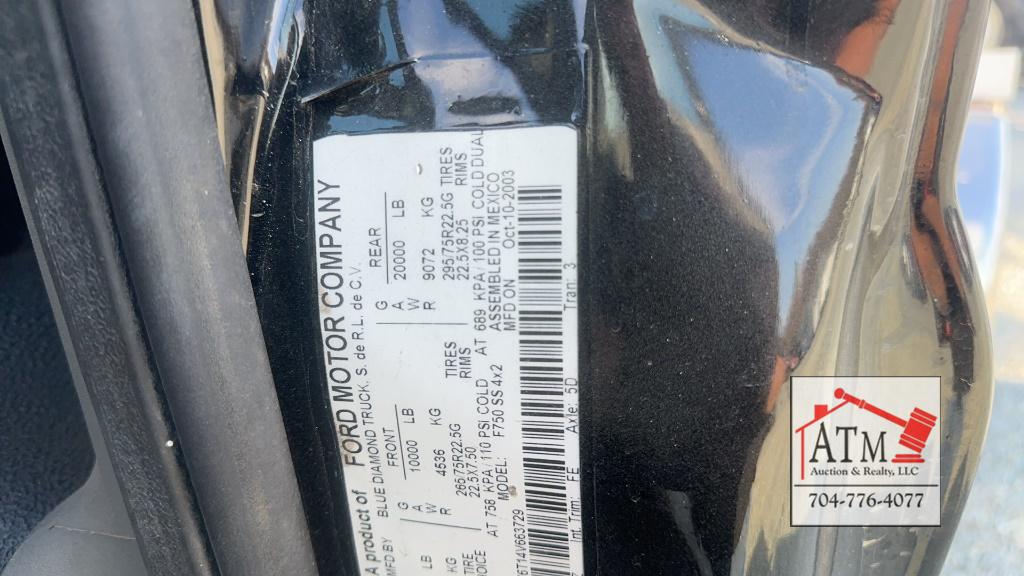 A product of FORD MOTOR COMPANY
MFD BY BLUE DIAMOND TRUCK, S. de R.L. de C.V.
FRONT G A W R REAR
LB 10000 LB 20000 LB
KG 4536 KG 9072 KG
TIRE 265/75R22.5G TIRES 295/75R22.5G TIRES
22.5X7.50 RIMS 22.5X8.25 RIMS
AT 758 KPA/ 110 PSI COLD AT 689 KPA/ 100 PSI COLD DUAL
MODEL: F750 SS 4x2 ASSEMBLED IN MEXICO
MFD ON Oct-10-2003
6T14V663729
Int Trim: FE Axle: 5D Tran: 3
ATM
Auction & Realty, LLC
704-776-4077